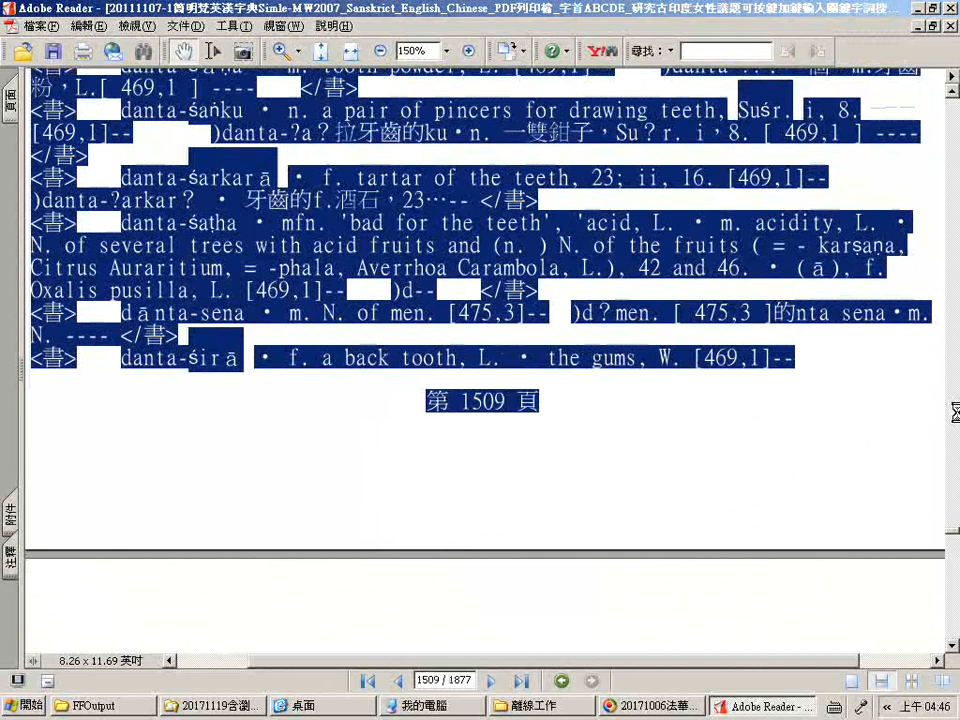 Adobe Reader - [20111107-1簡明梵英漢字典Simle-MW2007_Sanskrict_English_Chinese_PDF列印檔_字首ABCDE_研究古印度女性議題可按鍵加鍵輸入關鍵字詞搜...
檔案(F) 編輯(E) 檢視(V) 文件(D) 工具(T) 視窗(W) 說明(H)
150% 尋找：
頁面
粉，L.[ 469,1 ] ---- </書>
<書> danta-śaṅku · n. a pair of pincers for drawing teeth, Suśr. i, 8.
[469,1]-- )danta-?a？拉牙齒的ku·n. 一雙鉗子，Su？r. i，8. [ 469.1 ] ----
</書>
<書> danta-śarkarā · f. tartar of the teeth, 23; ii, 16. [469,1]--
)danta-?arkar？ · 牙齒的f.酒石，23…-- </書>
<書> danta-śaṭha · mfn. 'bad for the teeth', 'acid, L. · m. acidity, L. ·
N. of several trees with acid fruits and (n. ) N. of the fruits ( = - karṣaṇa,
Citrus Auraritium, = -phala, Averrhoa Carambola, L.), 42 and 46. · (ā), f.
Oxalis pusilla, L. [469,1]-- )d-- </書>
<書> dānta-sena · m. N. of men. [475,3]-- )d？men. [ 475,3 ]的nta sena·m.
N. ---- </書>
<書> danta-śirā · f. a back tooth, L. · the gums, W. [469,1]--
第 1509 頁
附件
注釋
8.26 x 11.69 英吋
1509 / 1877
開始 FFOutput 20171119含瀏... 桌面 我的電腦 離線工作 20171006法華... Adobe Reader - [... 上午 04:46